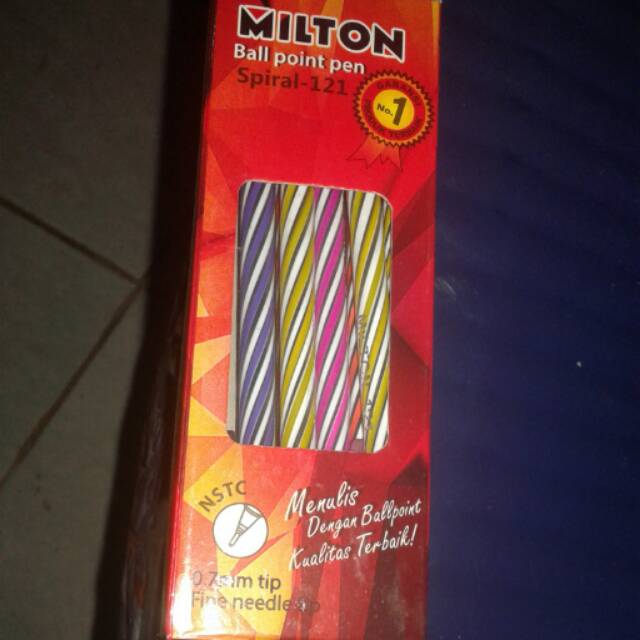 MILTON
Ball point pen
Spiral-121
No.1
NSTC
Menulis
Dengan Ballpoint
Kualitas Terbaik!
0.7mm tip
Fine needle